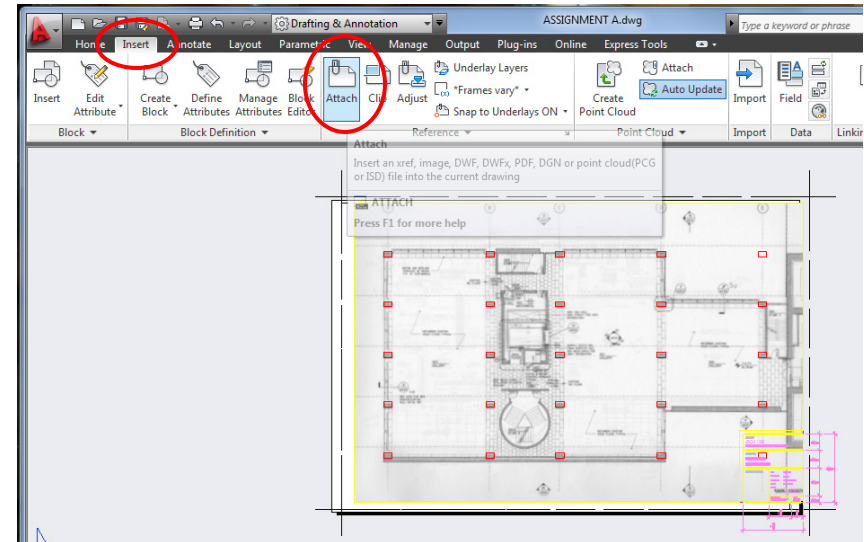 Drafting & Annotation
ASSIGNMENT A.dwg
Type a keyword or phrase
Home Insert Annotate Layout Parametric View Manage Output Plug-ins Online Express Tools
Insert
Edit Attribute
Create Block
Define Attributes
Manage Attributes
Block Editor
Attach
Clip
Adjust
Underlay Layers
*Frames vary*
Snap to Underlays ON
Create Point Cloud
Attach
Auto Update
Import
Field
Block
Block Definition
Reference
Point Cloud
Import
Data
Linkin
Attach
Insert an xref, image, DWF, DWFx, PDF, DGN or point cloud(PCG
or ISD) file into the current drawing
ATTACH
Press F1 for more help